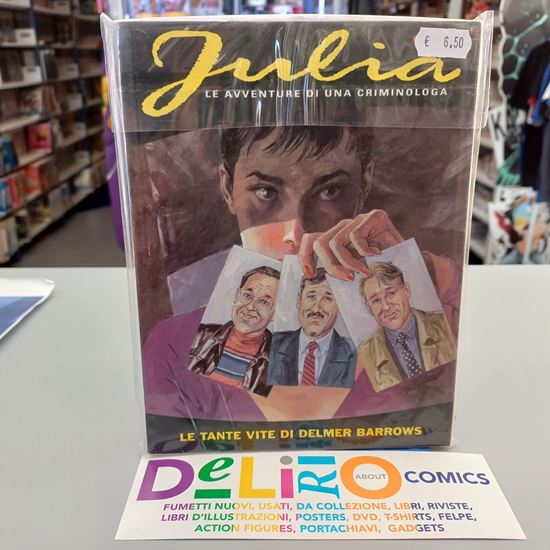 € 6,50
Julia
LE AVVENTURE DI UNA CRIMINOLOGA
LE TANTE VITE DI DELMER BARROWS
DeLiRiO ABOUT COMICS
FUMETTI NUOVI, USATI, DA COLLEZIONE, LIBRI, RIVISTE,
LIBRI D'ILLUSTRAZIONI, POSTERS, DVD, T-SHIRTS, FELPE,
ACTION FIGURES, PORTACHIAVI, GADGETS